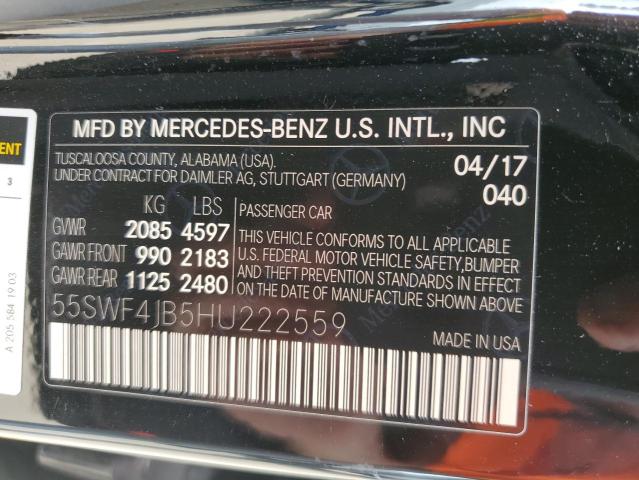 MFD BY MERCEDES-BENZ U.S. INTL., INC
TUSCALOOSA COUNTY, ALABAMA (USA). 04/17
UNDER CONTRACT FOR DAIMLER AG, STUTTGART (GERMANY) 040
KG LBS
GVWR 2085 4597
GAWR FRONT 990 2183
GAWR REAR 1125 2480
PASSENGER CAR
THIS VEHICLE CONFORMS TO ALL APPLICABLE
U.S. FEDERAL MOTOR VEHICLE SAFETY,BUMPER
AND THEFT PREVENTION STANDARDS IN EFFECT
ON THE DATE OF MANUFACTURE SHOWN ABOVE.
55SWF4JB5HU222559
MADE IN USA
3
A 205 584 19 03
Mercedes-Benz